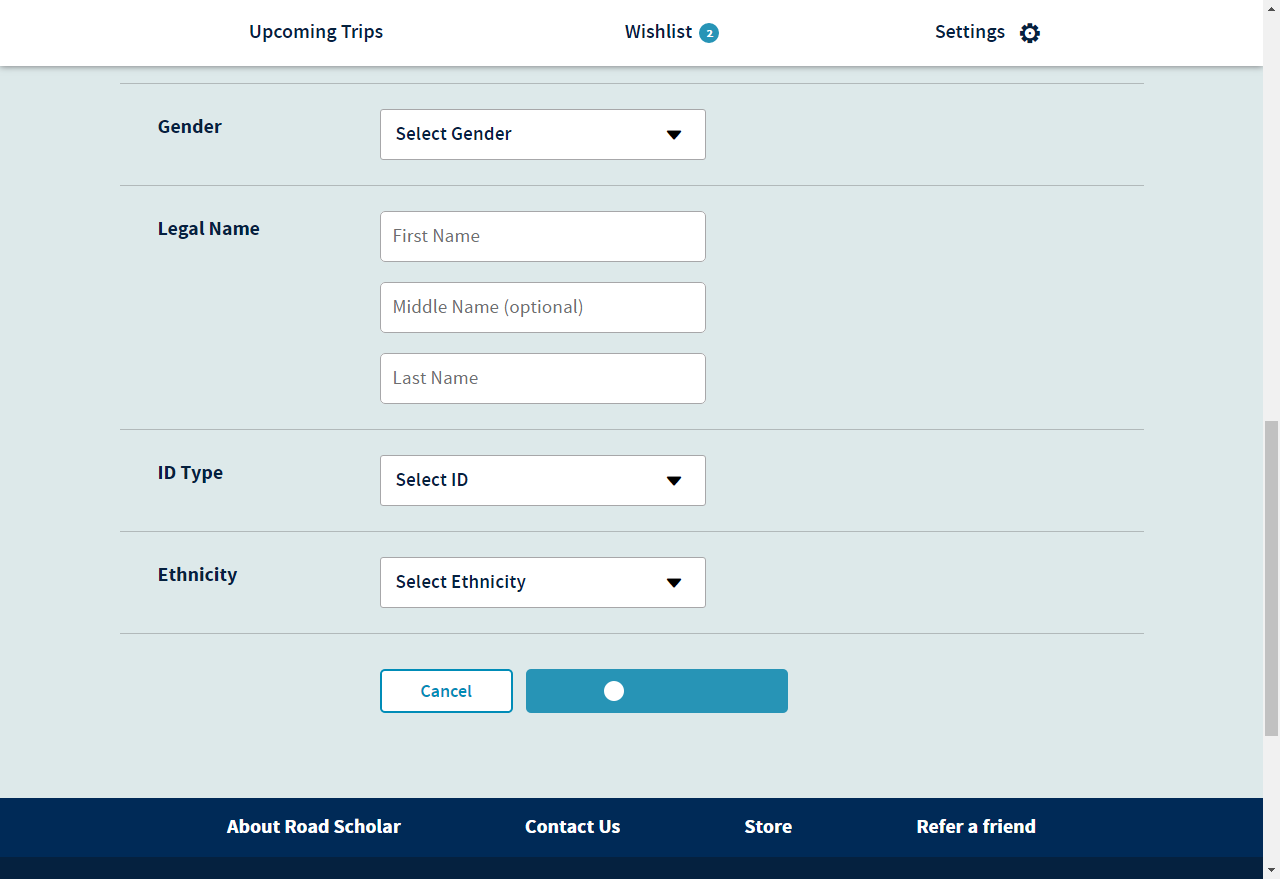 Upcoming Trips
Wishlist 2
Settings
Gender
Select Gender
Legal Name
First Name
Middle Name (optional)
Last Name
ID Type
Select ID
Ethnicity
Select Ethnicity
Cancel
About Road Scholar
Contact Us
Store
Refer a friend